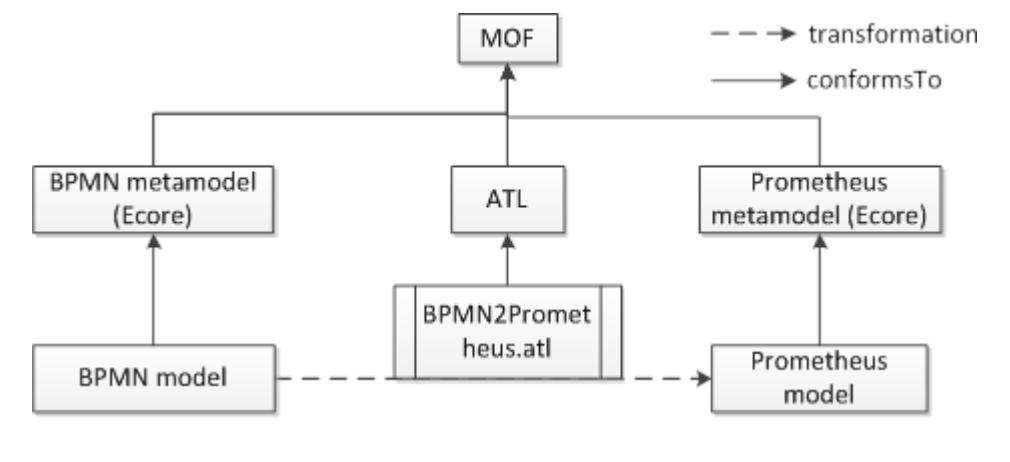 MOF
transformation
conformsTo
BPMN metamodel
(Ecore)
ATL
Prometheus
metamodel (Ecore)
BPMN2Promet
heus.atl
BPMN model
Prometheus
model